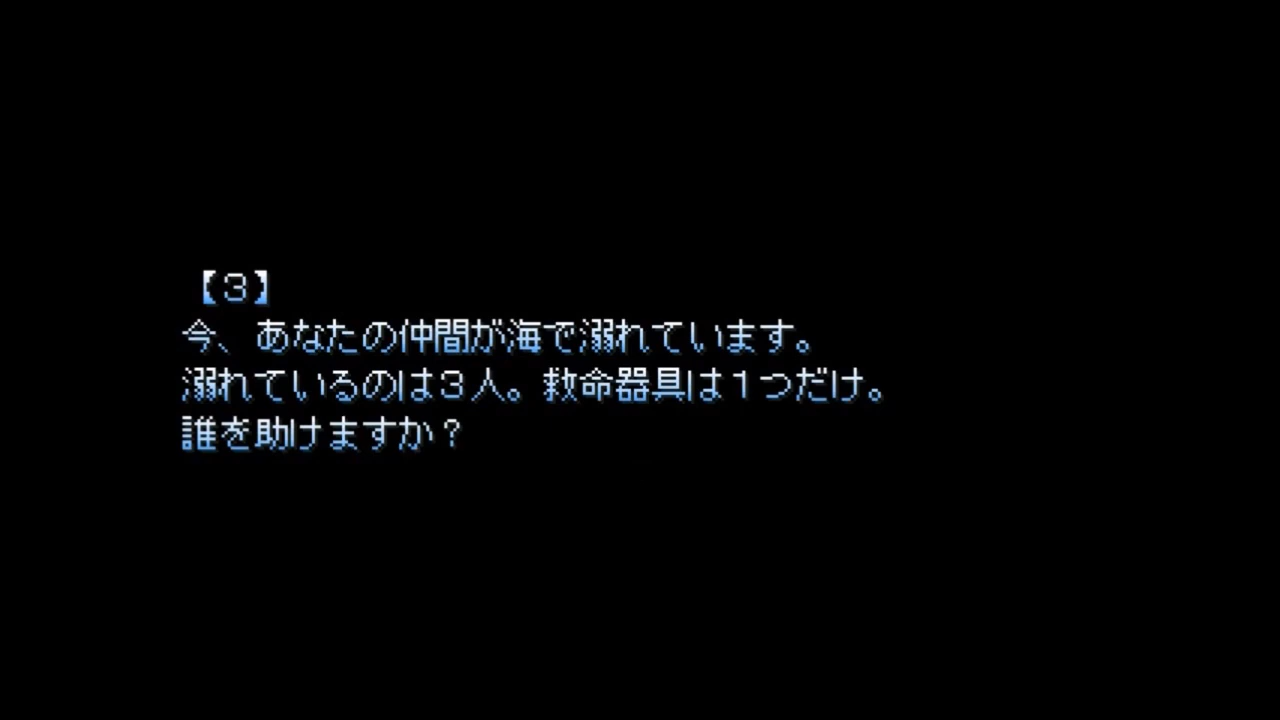 【３】
今、あなたの仲間が海で溺れています。
溺れているのは３人。救命器具は１つだけ。
誰を助けますか？